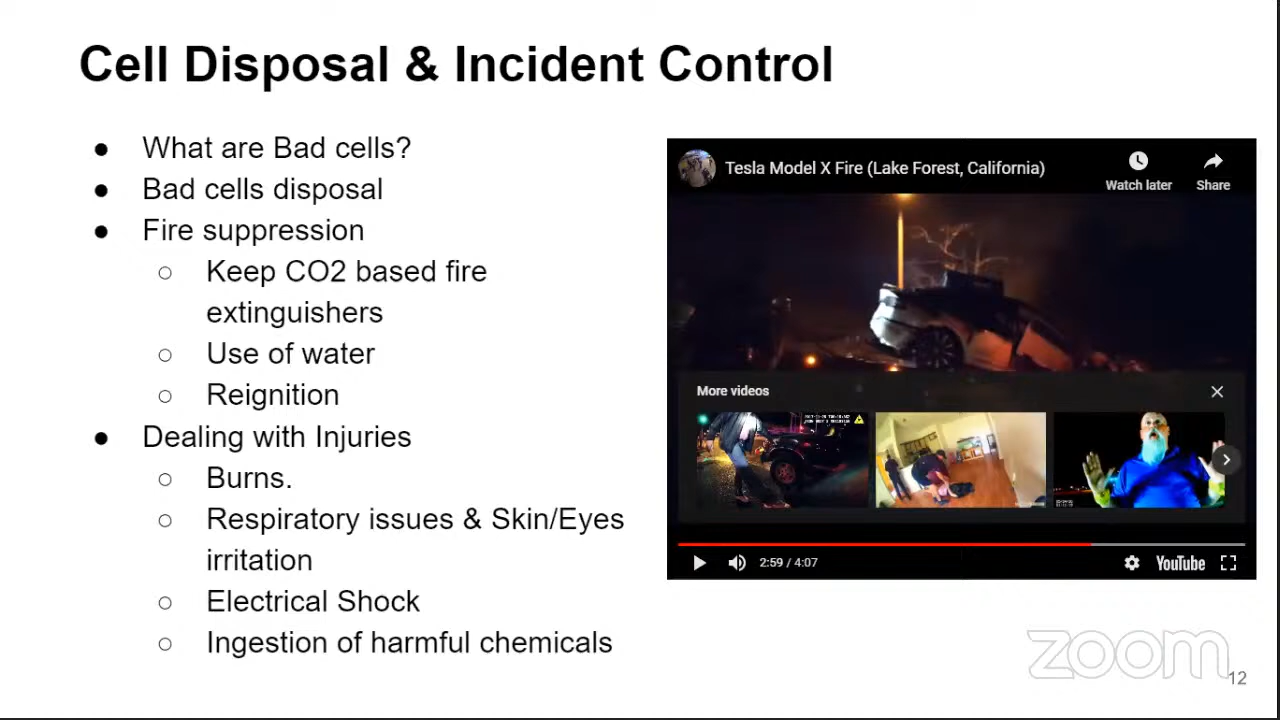 Cell Disposal & Incident Control
● What are Bad cells?
● Bad cells disposal
● Fire suppression
○ Keep CO2 based fire
extinguishers
○ Use of water
○ Reignition
● Dealing with Injuries
○ Burns.
○ Respiratory issues & Skin/Eyes
irritation
○ Electrical Shock
○ Ingestion of harmful chemicals
Tesla Model X Fire (Lake Forest, California)
Watch later
Share
More videos
2:59 / 4:07
YouTube
zoom
12